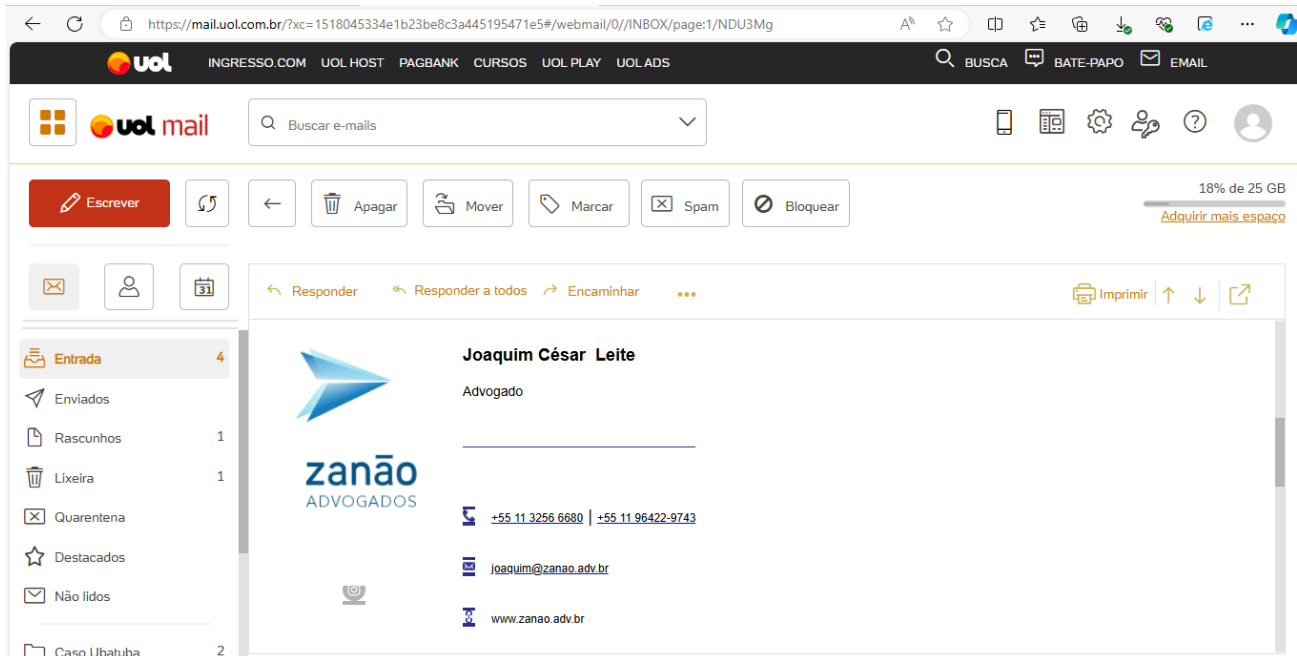 https://mail.uol.com.br/?xc=1518045334e1b23be8c3a445195471e5#/webmail/0//INBOX/page:1/NDU3Mg
uol INGRESSO.COM UOL HOST PAGBANK CURSOS UOL PLAY UOL ADS BUSCA BATE-PAPO EMAIL
uol mail Buscar e-mails
Escrever Apagar Mover Marcar Spam Bloquear 18% de 25 GB
Adquirir mais espaço
31
Responder Responder a todos Encaminhar Imprimir
Entrada 4
Enviados
Rascunhos 1
Lixeira 1
Quarentena
Destacados
Não lidos
Caso Ubatuba 2
Joaquim César Leite
Advogado
zanāo
ADVOGADOS
+55 11 3256 6680 | +55 11 96422-9743
joaquim@zanao.adv.br
www.zanao.adv.br